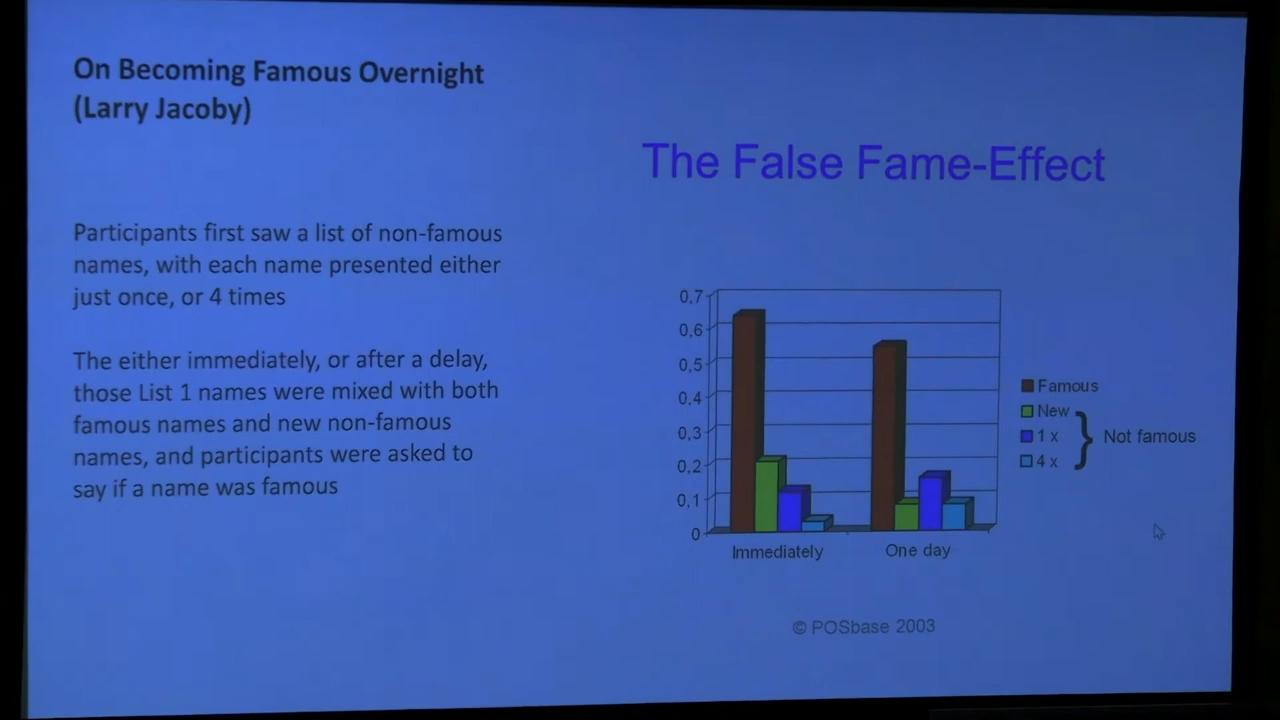 On Becoming Famous Overnight
(Larry Jacoby)
The False Fame-Effect
Participants first saw a list of non-famous
names, with each name presented either
just once, or 4 times
The either immediately, or after a delay,
those List 1 names were mixed with both
famous names and new non-famous
names, and participants were asked to
say if a name was famous
0,7
0,6
0,5
0,4
0,3
0,2
0,1
0
Immediately
One day
Famous
New
1 x
4 x
Not famous
© POSbase 2003